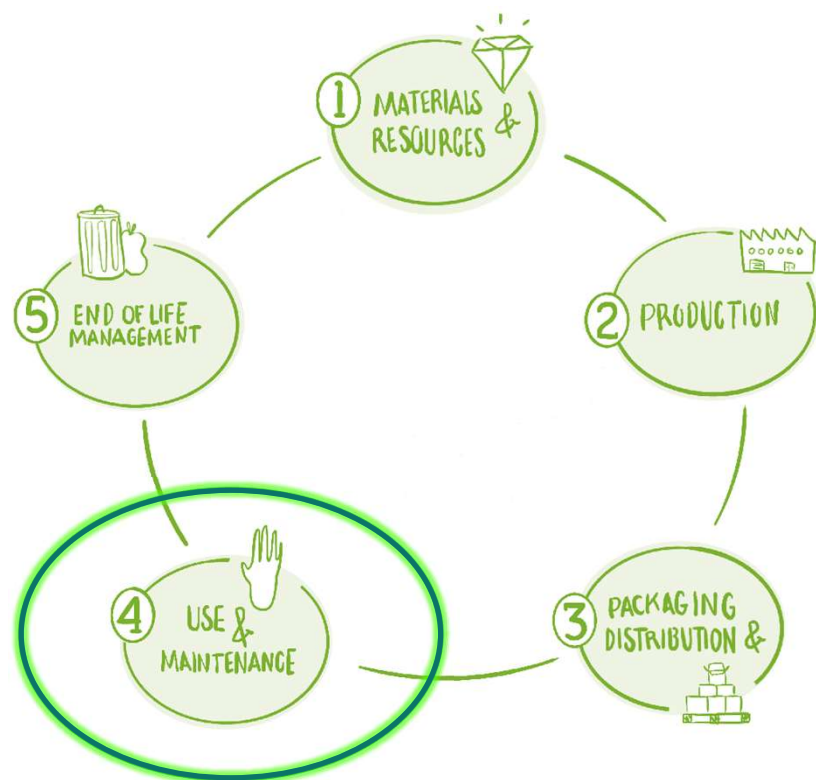 1
MATERIALS &
RESOURCES
2
PRODUCTION
3
PACKAGING
DISTRIBUTION &
4
USE &
MAINTENANCE
5
END OF LIFE
MANAGEMENT